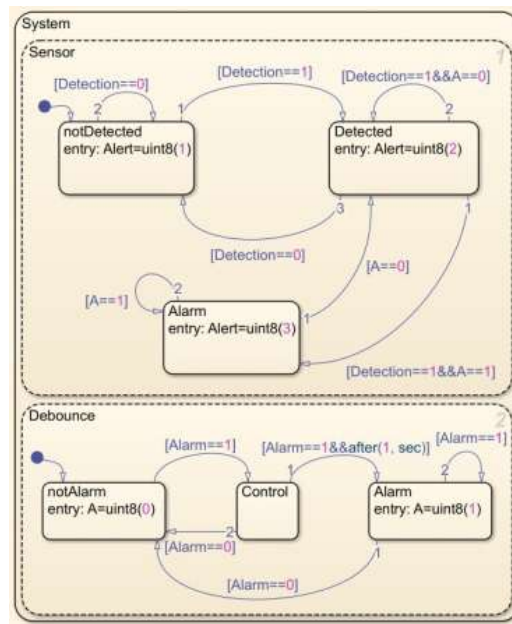 System
Sensor
1
[Detection==0]
[Detection==1]
[Detection==1&&A==0]
2
1
2
notDetected
entry: Alert=uint8(1)
Detected
entry: Alert=uint8(2)
3
1
[Detection==0]
[A==0]
[A==1]
2
Alarm
entry: Alert=uint8(3)
1
[Detection==1&&A==1]
Debounce
2
[Alarm==1]
[Alarm==1&&after(1, sec)]
[Alarm==1]
1
2
notAlarm
entry: A=uint8(0)
Control
Alarm
entry: A=uint8(1)
2
[Alarm==0]
1
[Alarm==0]